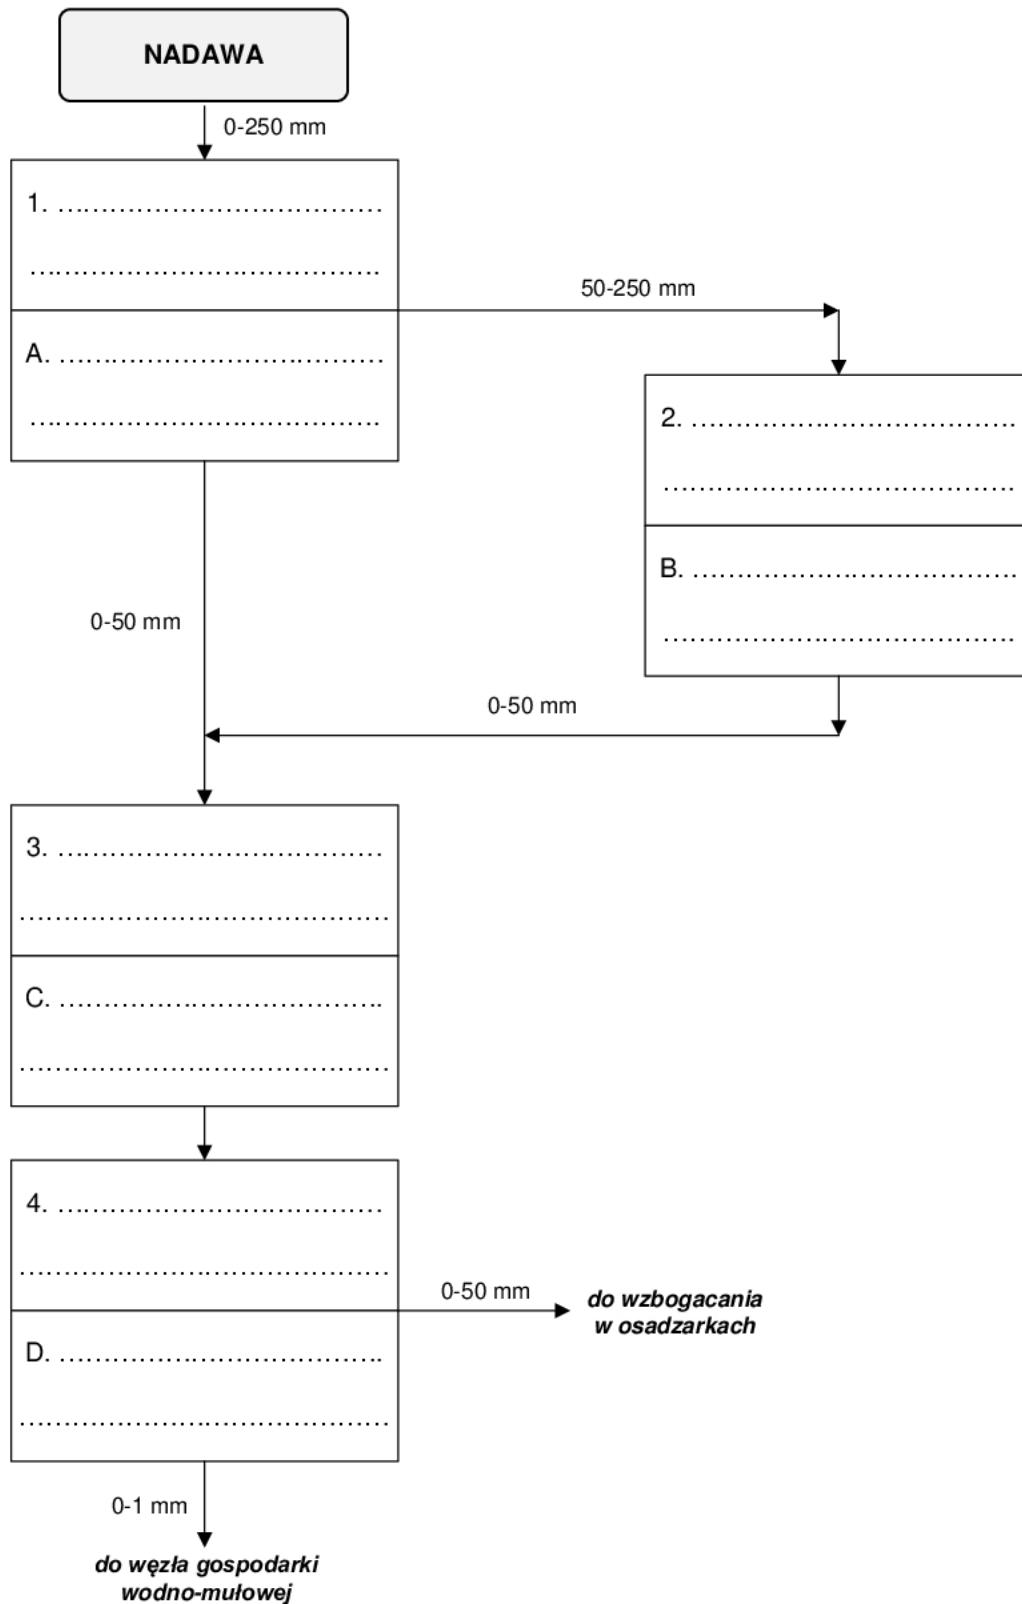 NADAWA
0-250 mm
1. ........................................
........................................
50-250 mm
A. ........................................
........................................
2. ........................................
........................................
B. ........................................
........................................
0-50 mm
0-50 mm
3. ........................................
........................................
C. ........................................
........................................
4. ........................................
........................................
0-50 mm
do wzbogacania
w osadzarkach
D. ........................................
........................................
0-1 mm
do węzła gospodarki
wodno-mułowej